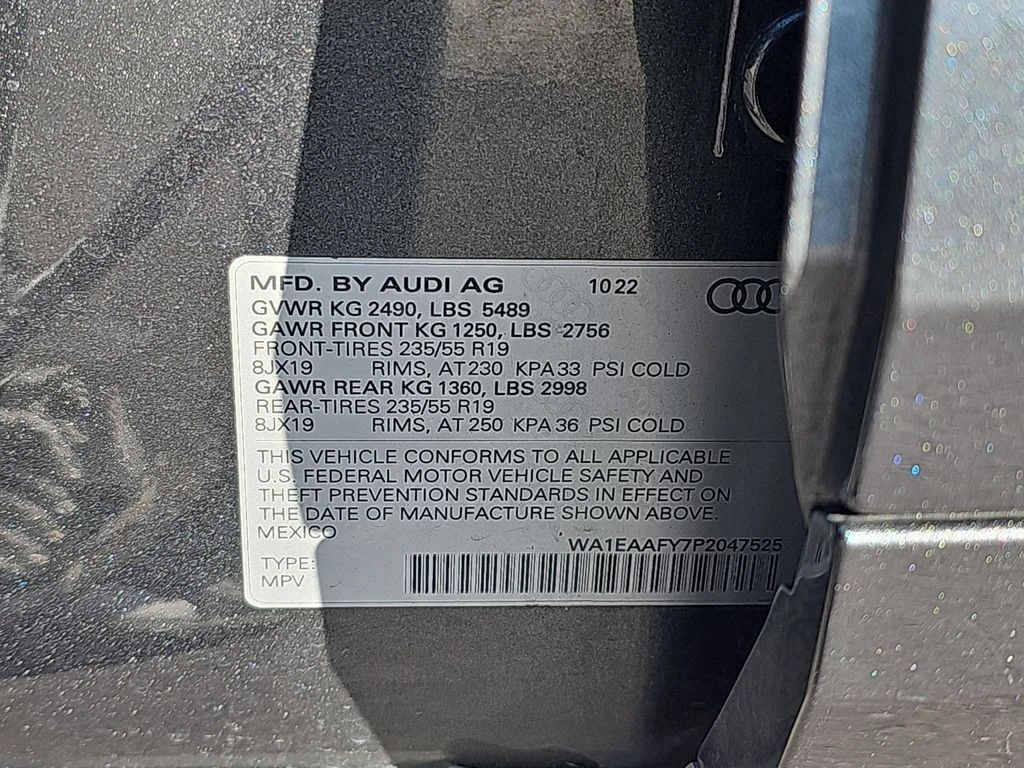 MFD. BY AUDI AG 10 22
GVWR KG 2490, LBS 5489
GAWR FRONT KG 1250, LBS 2756
FRONT-TIRES 235/55 R19
8JX19 RIMS, AT 230 KPA 33 PSI COLD
GAWR REAR KG 1360, LBS 2998
REAR-TIRES 235/55 R19
8JX19 RIMS, AT 250 KPA 36 PSI COLD
THIS VEHICLE CONFORMS TO ALL APPLICABLE
U.S. FEDERAL MOTOR VEHICLE SAFETY AND
THEFT PREVENTION STANDARDS IN EFFECT ON
THE DATE OF MANUFACTURE SHOWN ABOVE.
MEXICO
WA1EAAFY7P2047525
TYPE:
MPV